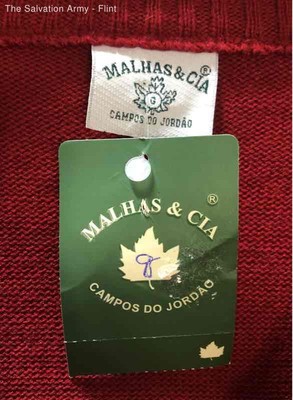 The Salvation Army - Flint
MALHAS & CIA ®
G
CAMPOS DO JORDÃO
MALHAS & CIA ®
CAMPOS DO JORDÃO